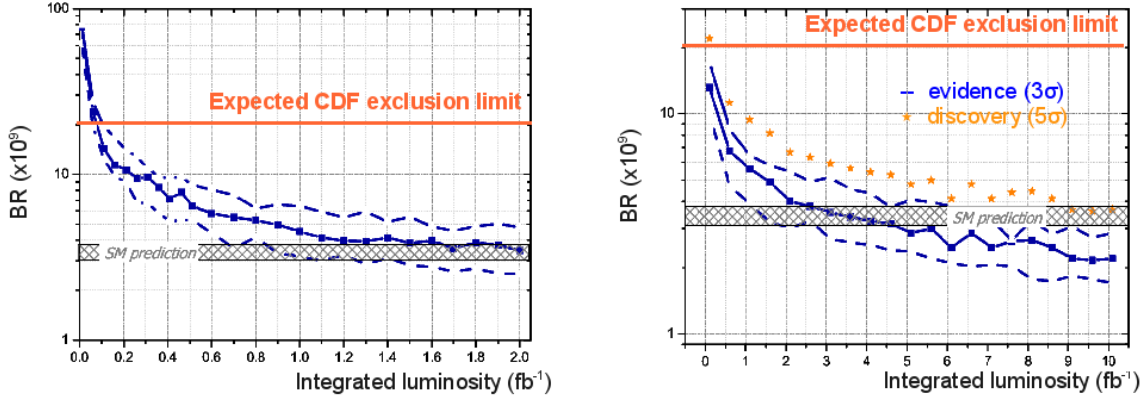 100
Expected CDF exclusion limit
BR (x10⁹)
10
SM prediction
1
0.0 0.2 0.4 0.6 0.8 1.0 1.2 1.4 1.6 1.8 2.0
Integrated luminosity (fb⁻¹)
Expected CDF exclusion limit
evidence (3σ)
discovery (5σ)
BR (x10⁹)
10
SM prediction
1
0 1 2 3 4 5 6 7 8 9 10
Integrated luminosity (fb⁻¹)